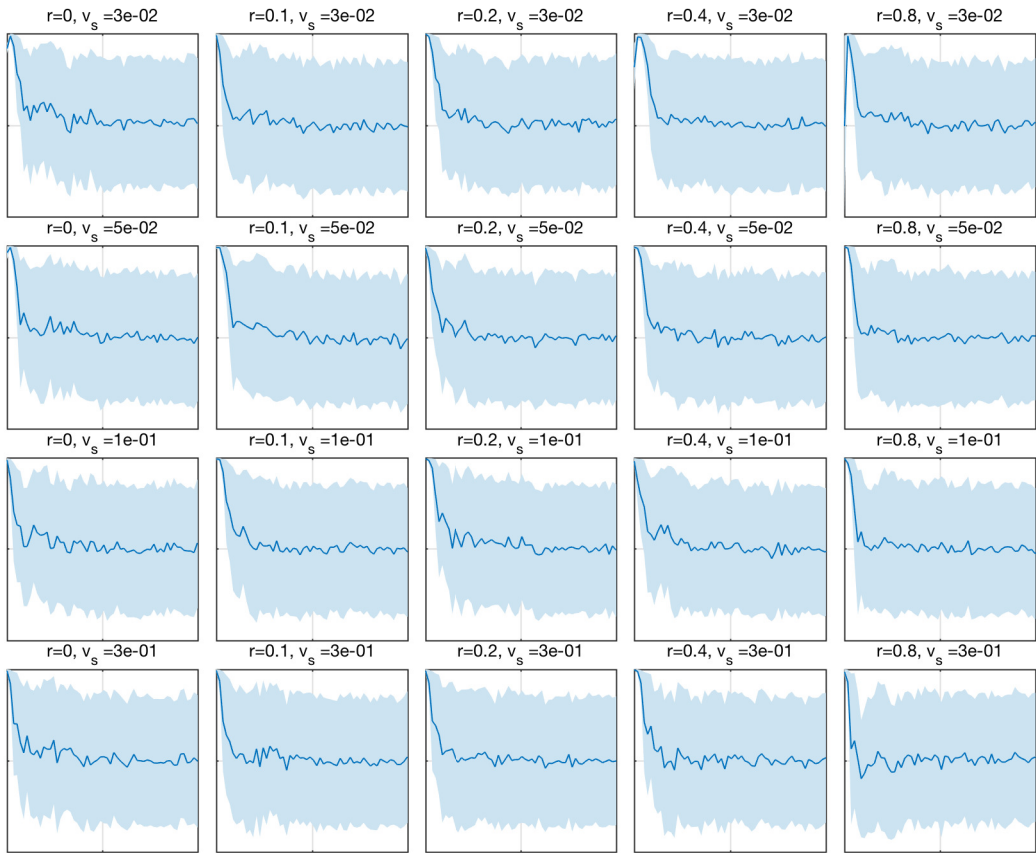 r=0, v_s =3e-02
r=0.1, v_s =3e-02
r=0.2, v_s =3e-02
r=0.4, v_s =3e-02
r=0.8, v_s =3e-02
r=0, v_s =5e-02
r=0.1, v_s =5e-02
r=0.2, v_s =5e-02
r=0.4, v_s =5e-02
r=0.8, v_s =5e-02
r=0, v_s =1e-01
r=0.1, v_s =1e-01
r=0.2, v_s =1e-01
r=0.4, v_s =1e-01
r=0.8, v_s =1e-01
r=0, v_s =3e-01
r=0.1, v_s =3e-01
r=0.2, v_s =3e-01
r=0.4, v_s =3e-01
r=0.8, v_s =3e-01